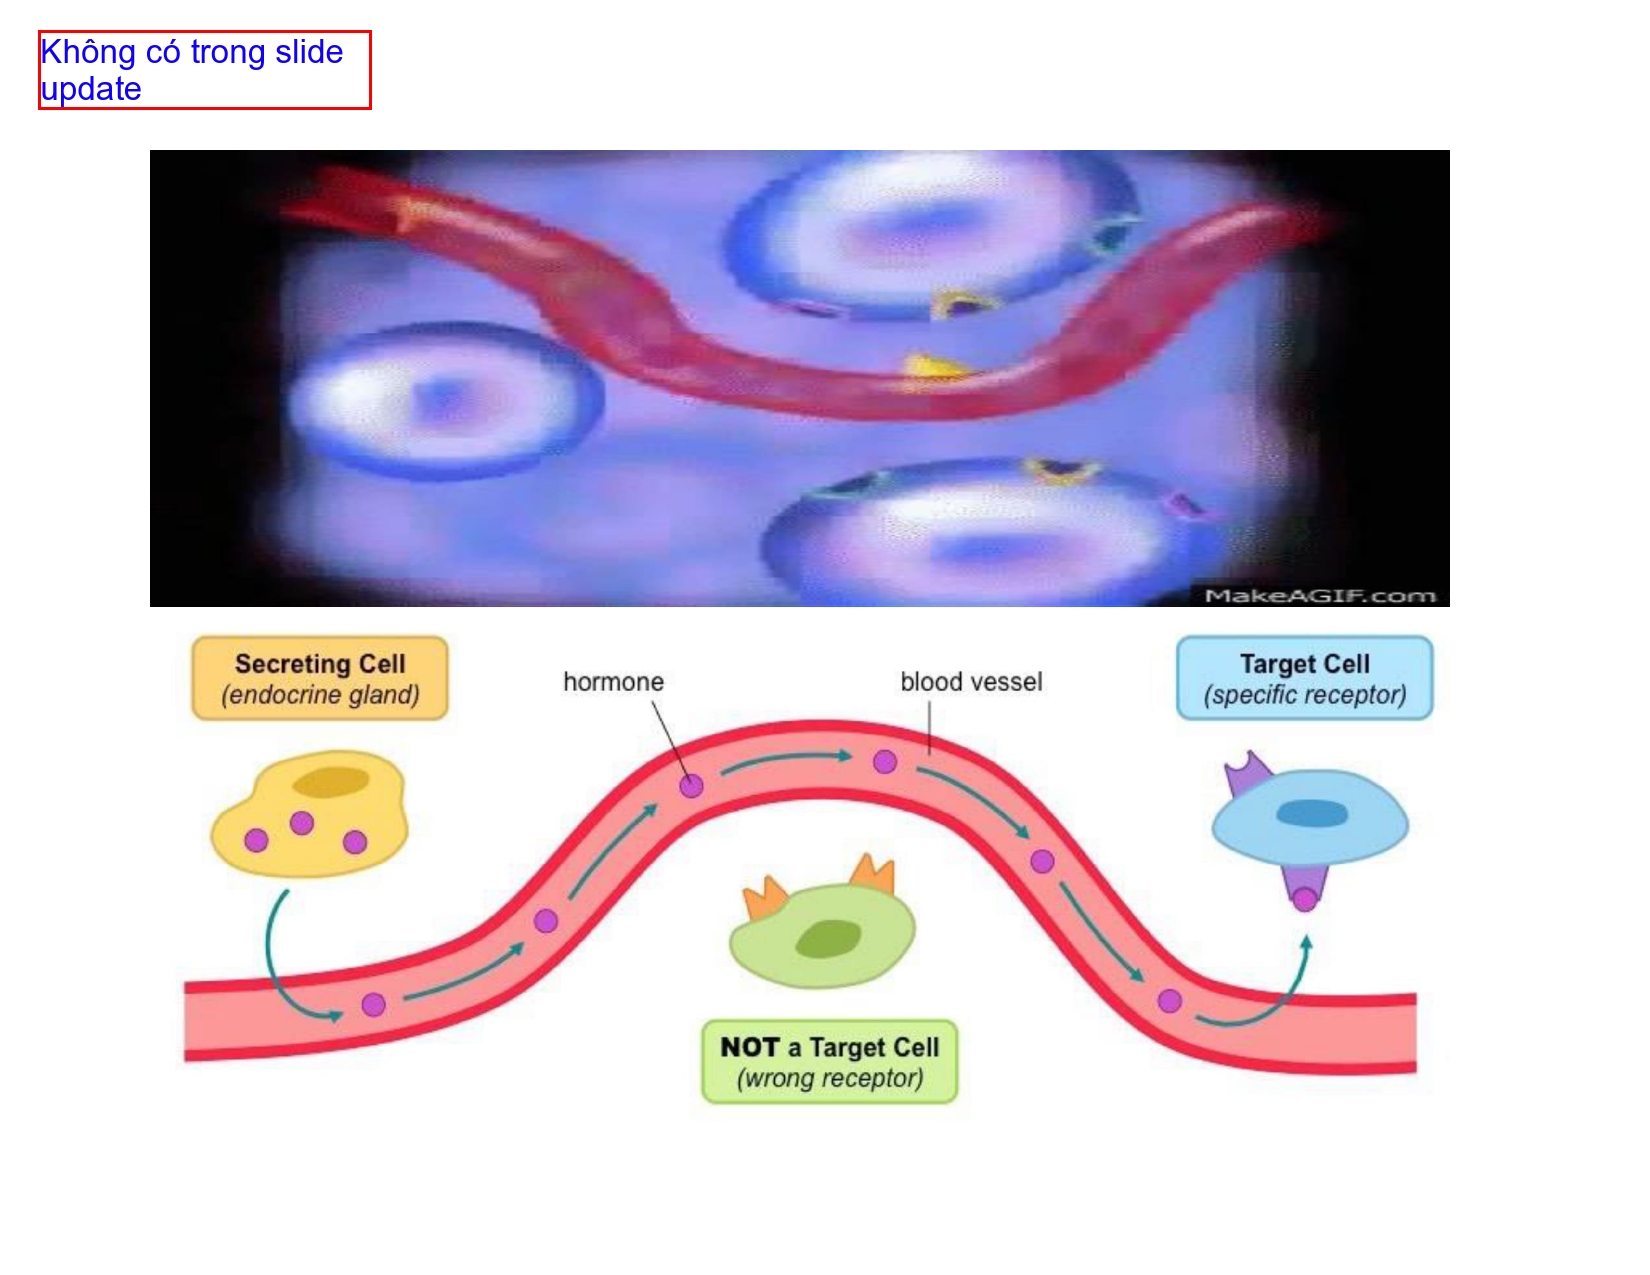 Không có trong slide
update
MakeAGIF.com
Secreting Cell
(endocrine gland)
hormone
blood vessel
Target Cell
(specific receptor)
NOT a Target Cell
(wrong receptor)